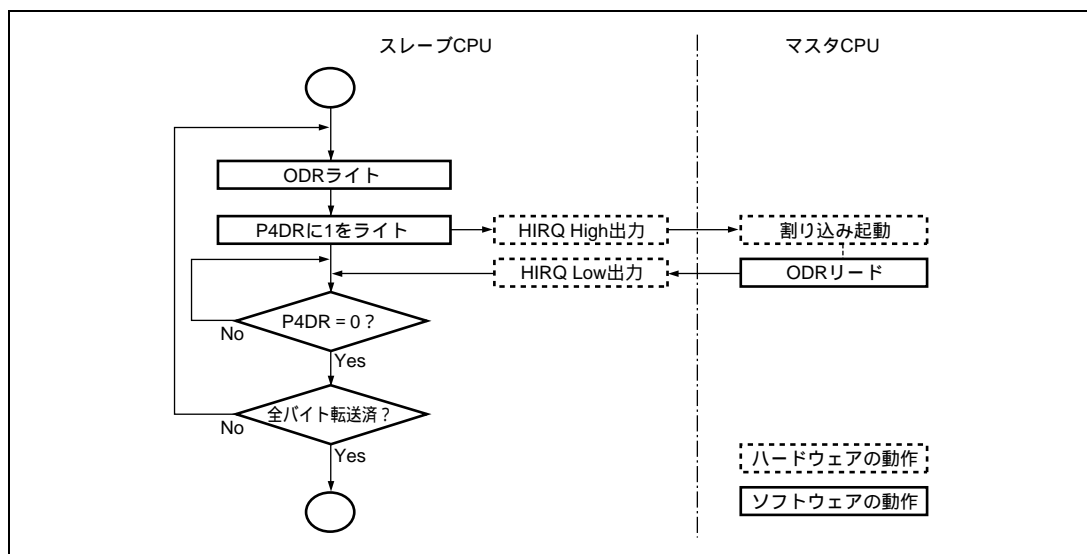 スレーブCPU
マスタCPU
ODRライト
P4DRに1をライト
HIRQ High出力
割り込み起動
HIRQ Low出力
ODRリード
P4DR = 0？
No
Yes
全バイト転送済？
No
Yes
ハードウェアの動作
ソフトウェアの動作